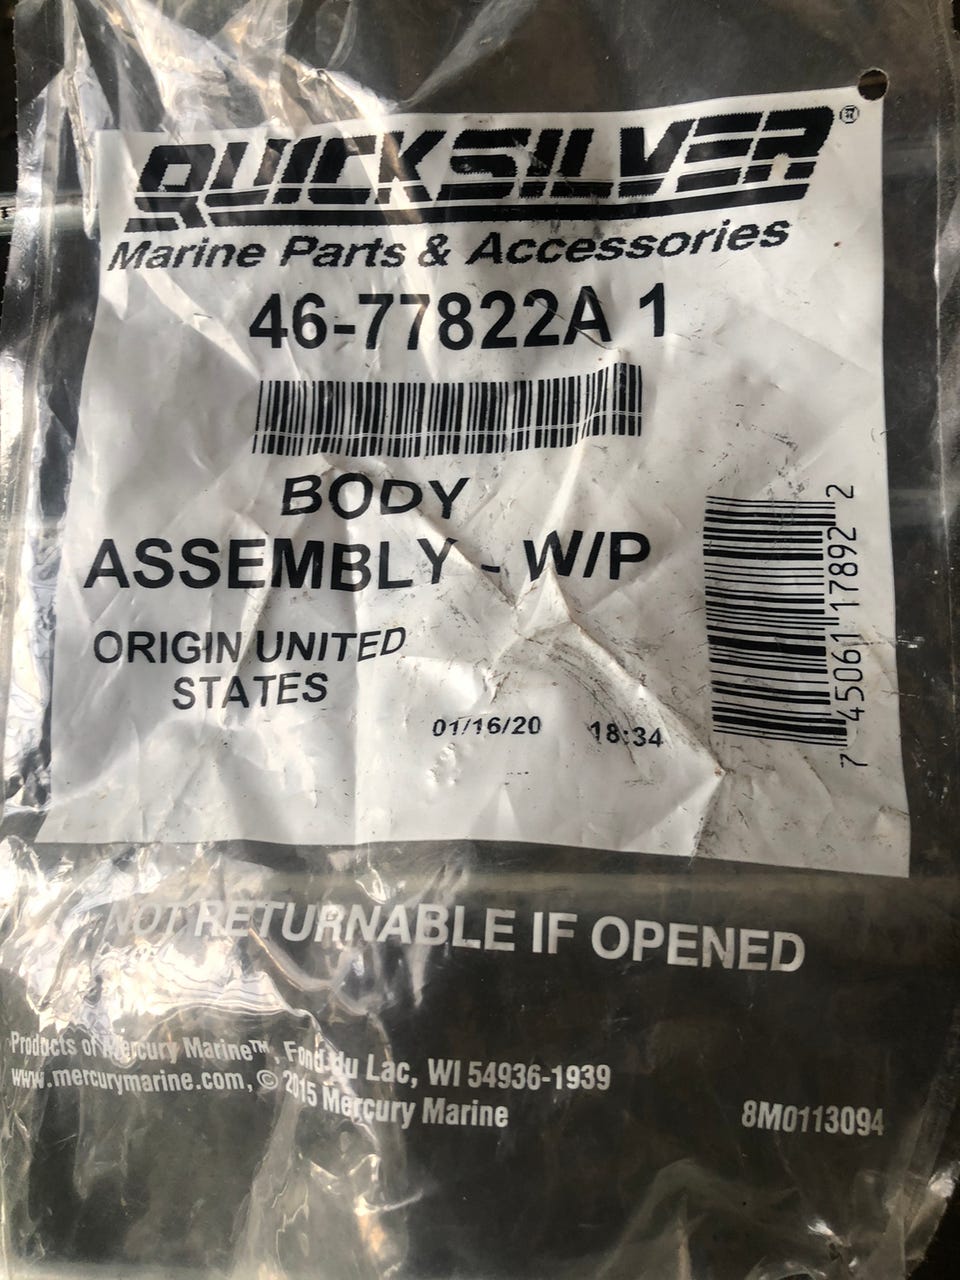 QUICKSILVER®
Marine Parts & Accessories
46-77822A 1
BODY
ASSEMBLY - W/P
ORIGIN UNITED
STATES
01/16/20 18:34
7 45061 17892 2
NOT RETURNABLE IF OPENED
Products of Mercury Marine™, Fond du Lac, WI 54936-1939
www.mercurymarine.com, © 2015 Mercury Marine
8M0113094